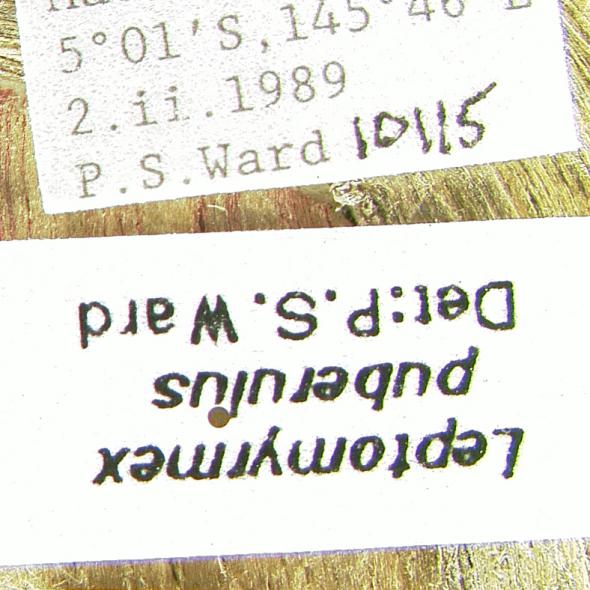 5°01'S,145°46'E
2.ii.1989
P.S.Ward 10115
Leptomyrmex
puberulus
Det:P.S.Ward